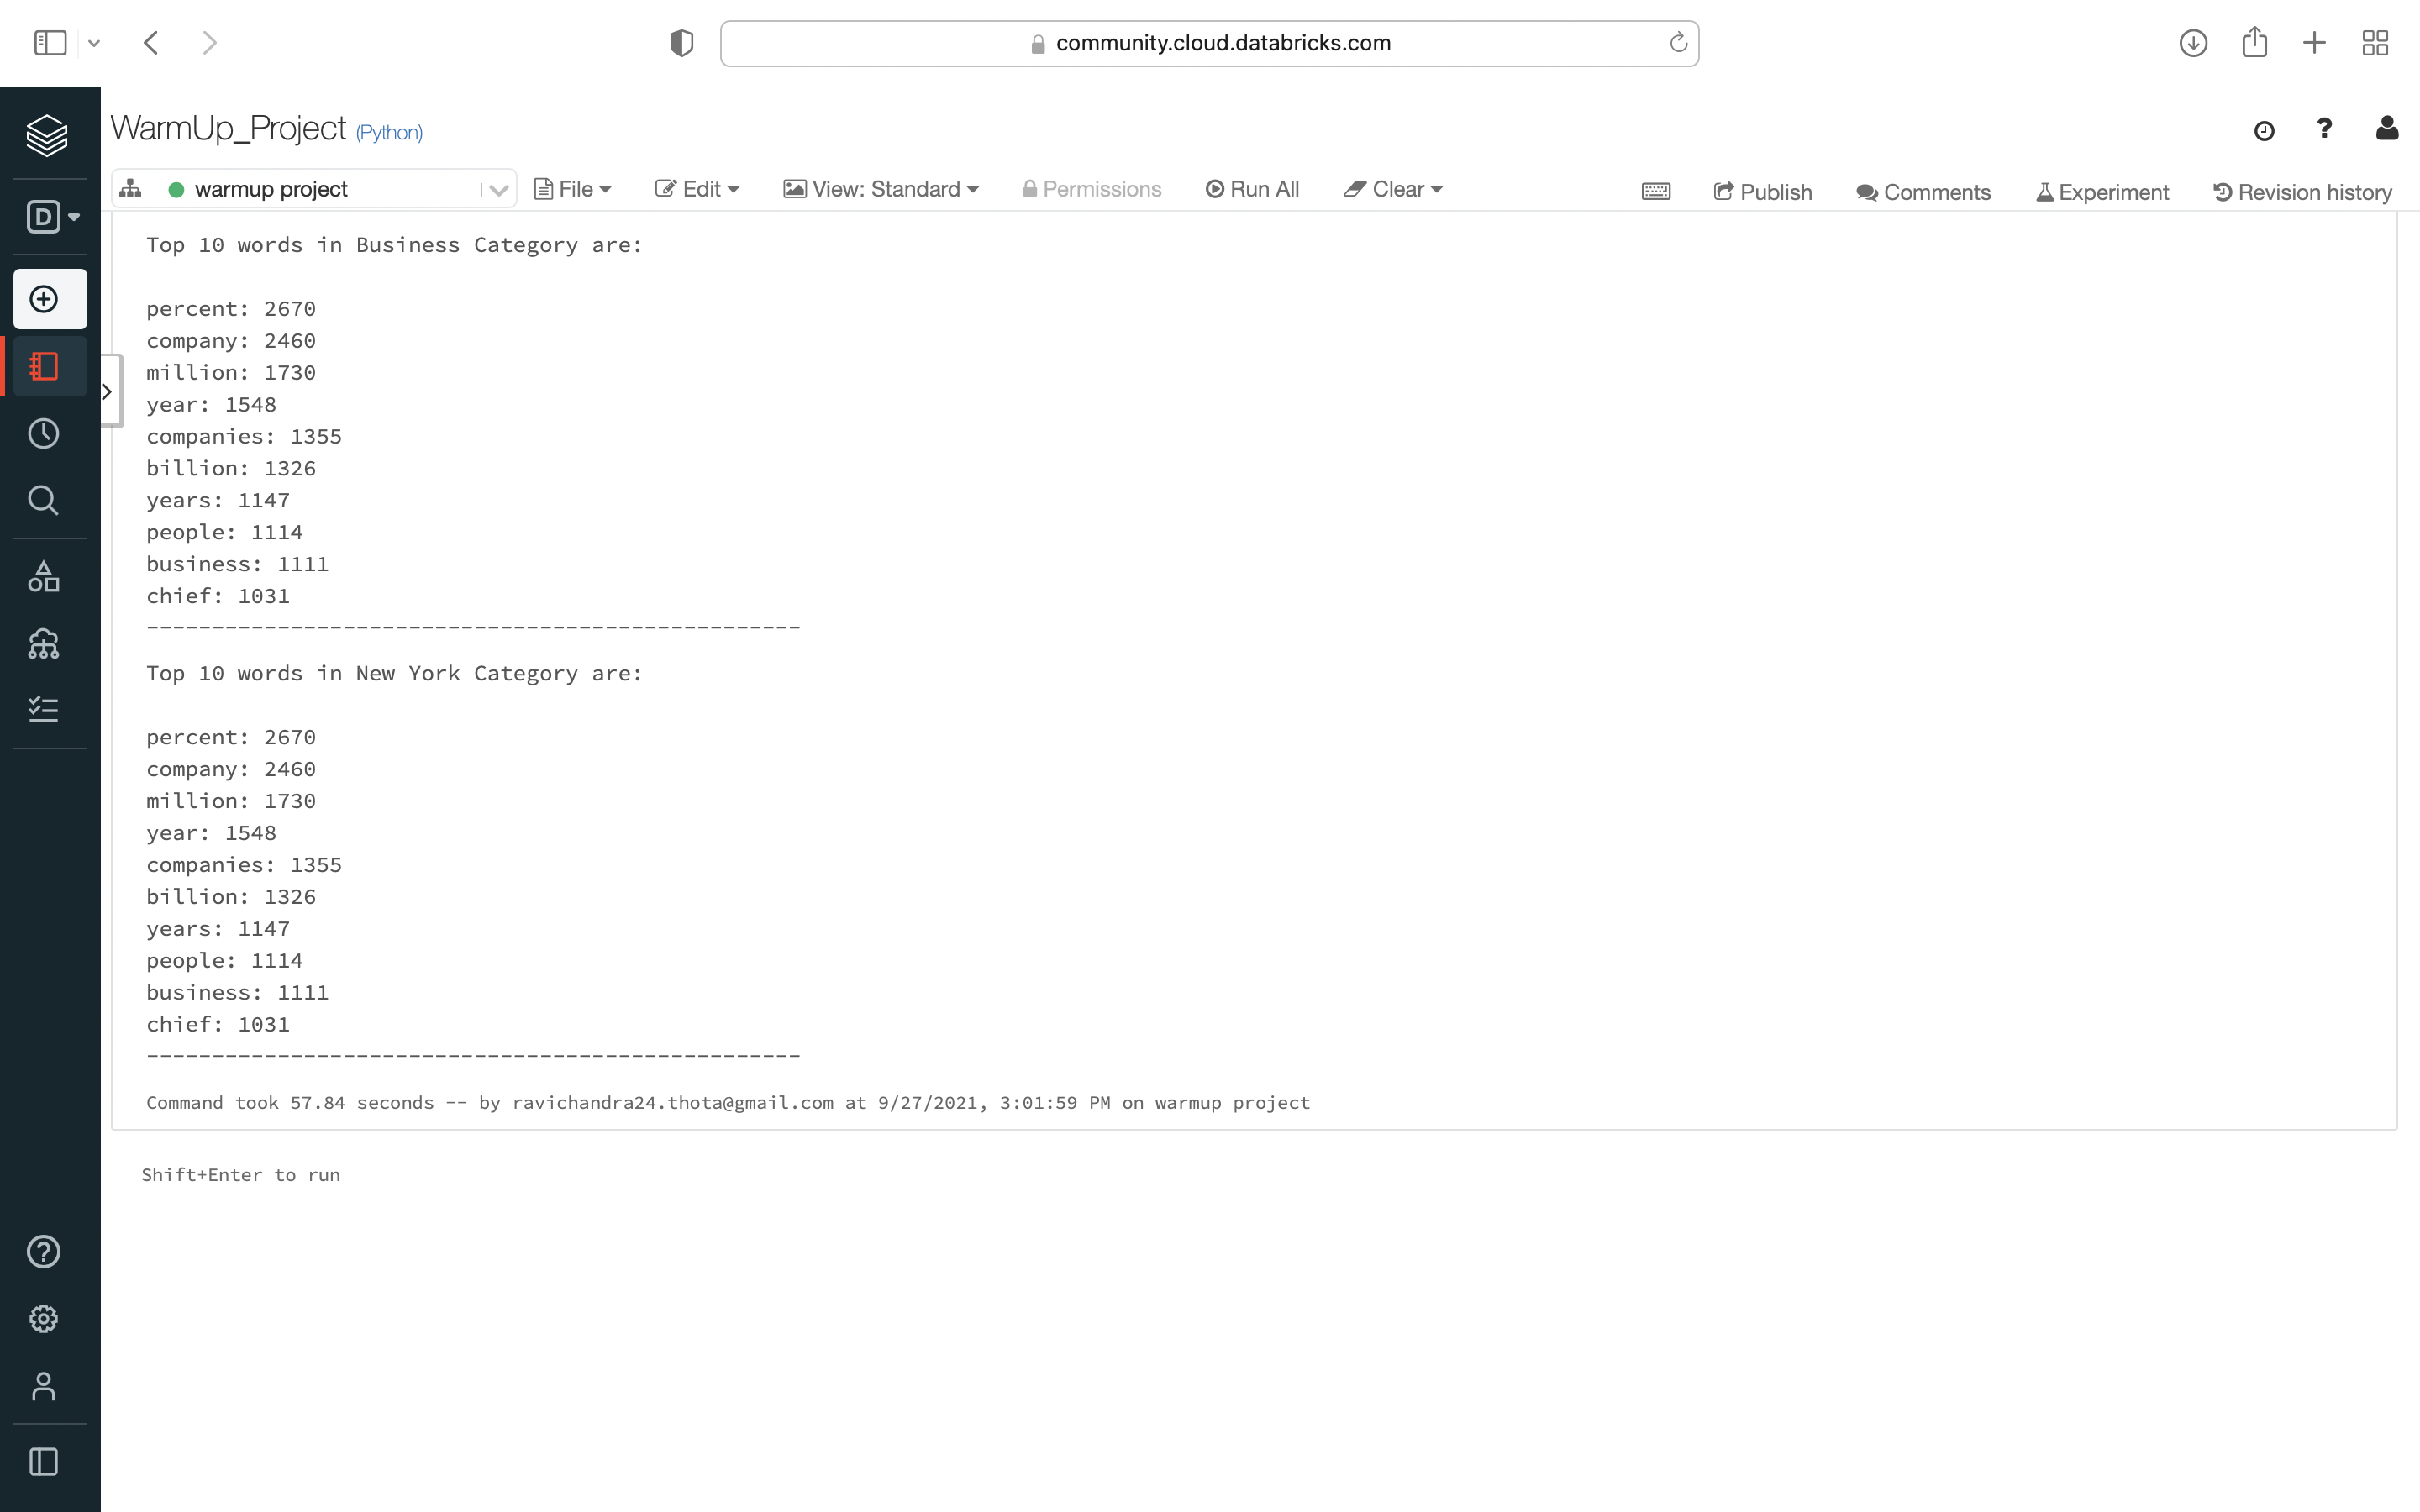 community.cloud.databricks.com
WarmUp_Project (Python)
?
warmup project File Edit View: Standard Permissions Run All Clear Publish Comments Experiment Revision history
D
Top 10 words in Business Category are:
percent: 2670
company: 2460
million: 1730
year: 1548
companies: 1355
billion: 1326
years: 1147
people: 1114
business: 1111
chief: 1031
--------------------------------------------------
Top 10 words in New York Category are:
percent: 2670
company: 2460
million: 1730
year: 1548
companies: 1355
billion: 1326
years: 1147
people: 1114
business: 1111
chief: 1031
--------------------------------------------------
Command took 57.84 seconds -- by ravichandra24.thota@gmail.com at 9/27/2021, 3:01:59 PM on warmup project
Shift+Enter to run